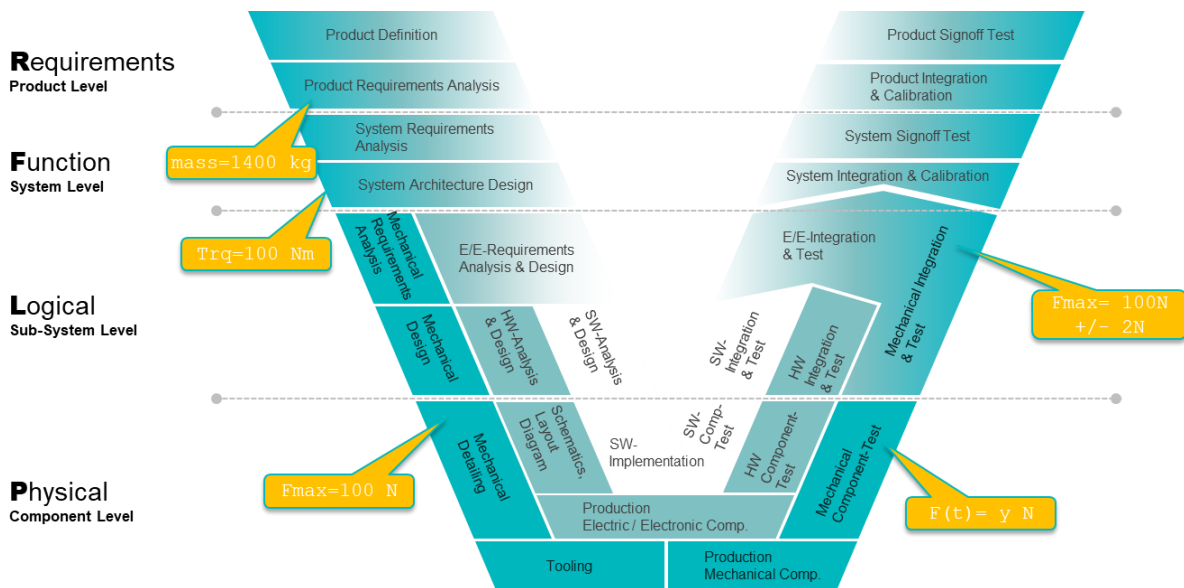 Requirements
Product Level
Function
System Level
Logical
Sub-System Level
Physical
Component Level
Product Definition
Product Requirements Analysis
System Requirements
Analysis
System Architecture Design
Mechanical
Requirements
Analysis
E/E-Requirements
Analysis & Design
Mechanical
Design
HW-Analysis
& Design
SW-Analysis
& Design
Mechanical
Detailing
Schematics,
Layout
Diagram
SW-
Implementation
Production
Electric / Electronic Comp.
Tooling
Production
Mechanical Comp.
Product Signoff Test
Product Integration
& Calibration
System Signoff Test
System Integration & Calibration
E/E-Integration
& Test
Mechanical Integration
& Test
SW-
Integration
& Test
HW
Integration
& Test
SW-
Comp-
Test
HW
Component-
Test
Mechanical
Component-Test
mass=1400 kg
Trq=100 Nm
Fmax=100 N
Fmax= 100N
+/- 2N
F(t)= y N